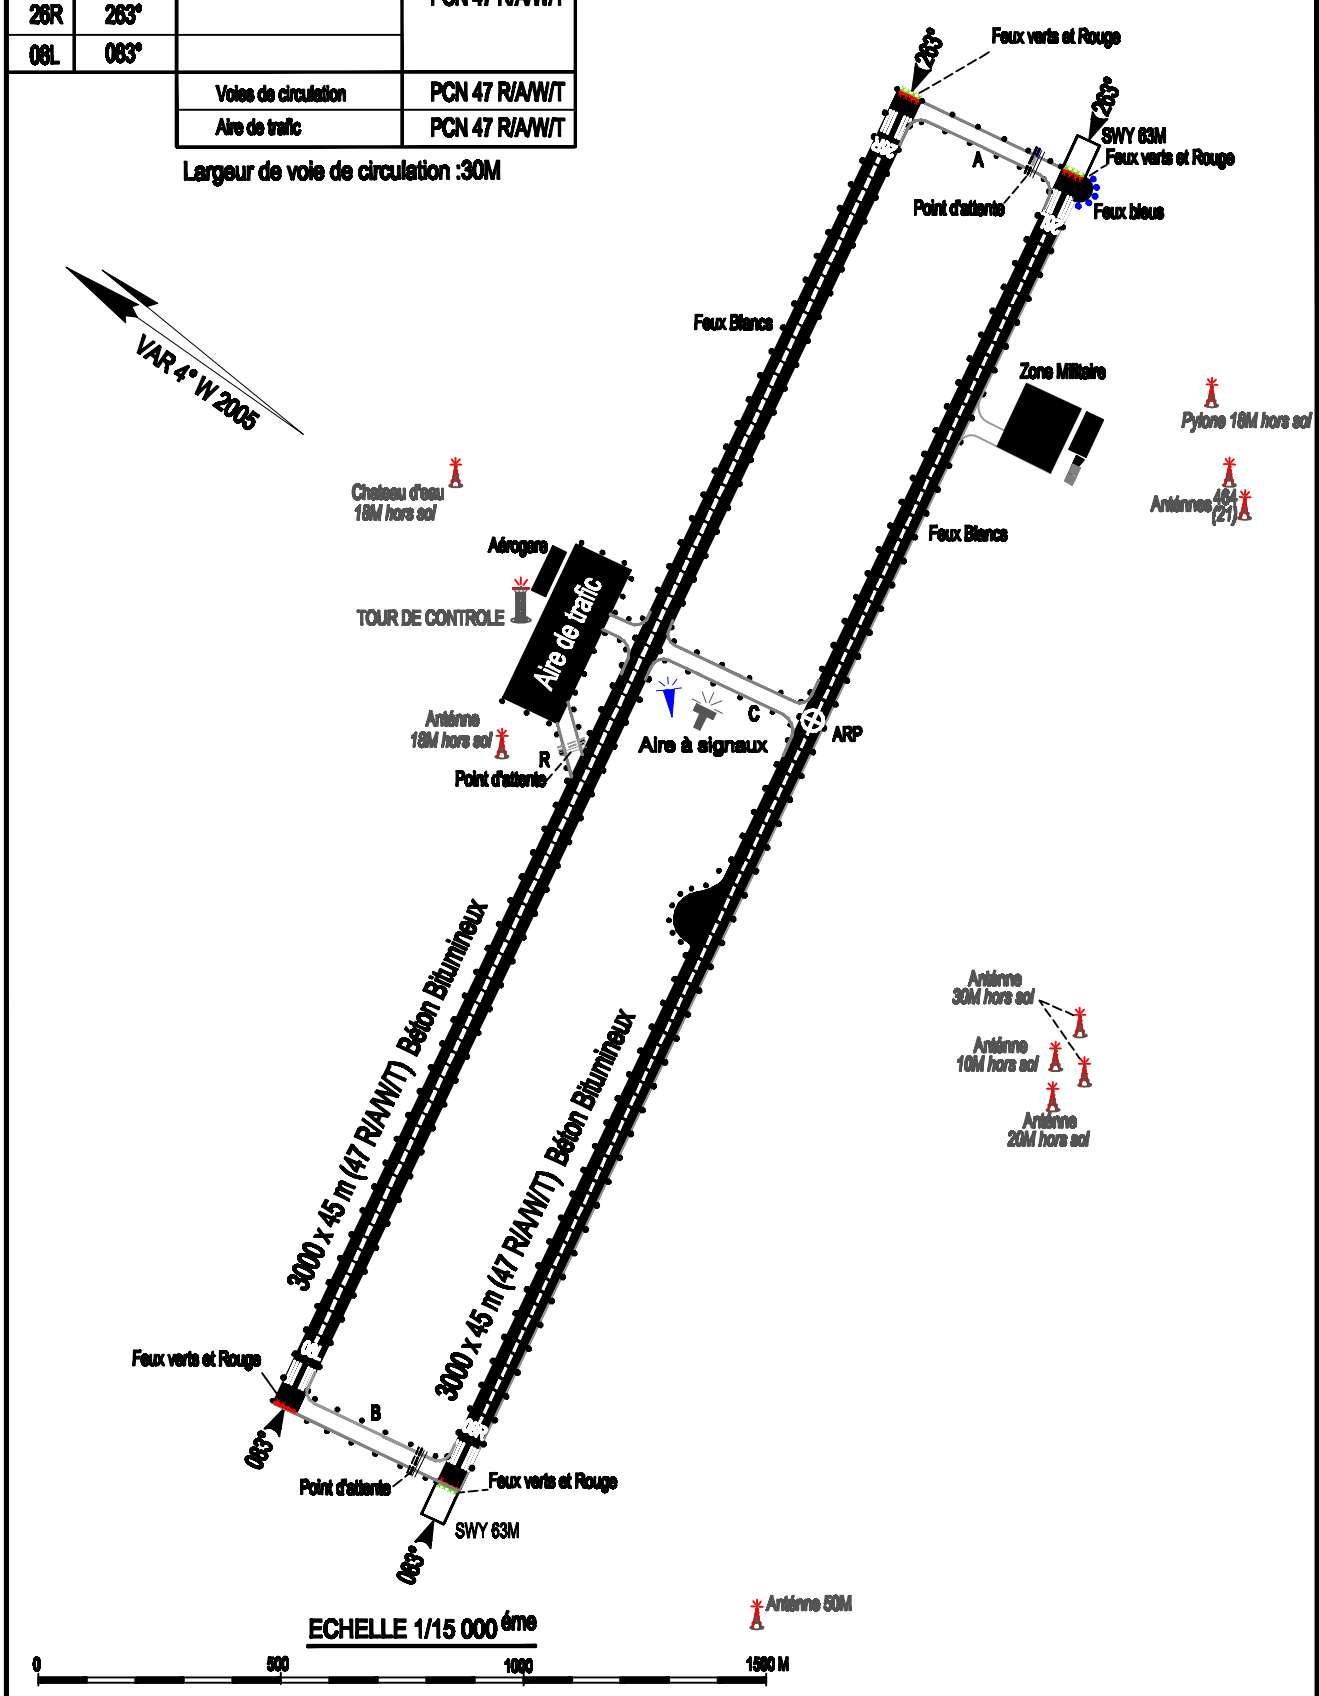 PCN 47 R/A/W/T
26R 263°
08L 083°
Voies de circulation PCN 47 R/A/W/T
Aire de trafic PCN 47 R/A/W/T
Largeur de voie de circulation :30M
VAR 4° W 2005
263°
Feux verts et Rouge
263°
SWY 63M
Feux verts et Rouge
A
Point d'attente
Feux bleus
Feux Blancs
Zone Militaire
Pylone 18M hors sol
Chateau d'eau
18M hors sol
Anténnes 464
(21)
Feux Blancs
Aérogare
TOUR DE CONTROLE
Aire de trafic
Anténne
18M hors sol
R
Point d'attente
Aire à signaux
C
ARP
3000 x 45 m (47 R/A/W/T) Béton Bitumineux
3000 x 45 m (47 R/A/W/T) Béton Bitumineux
Anténne
30M hors sol
Anténne
10M hors sol
Anténne
20M hors sol
Feux verts et Rouge
083°
B
08R
Point d'attente
Feux verts et Rouge
SWY 63M
083°
Anténne 50M
ECHELLE 1/15 000 éme
0 500 1000 1500 M